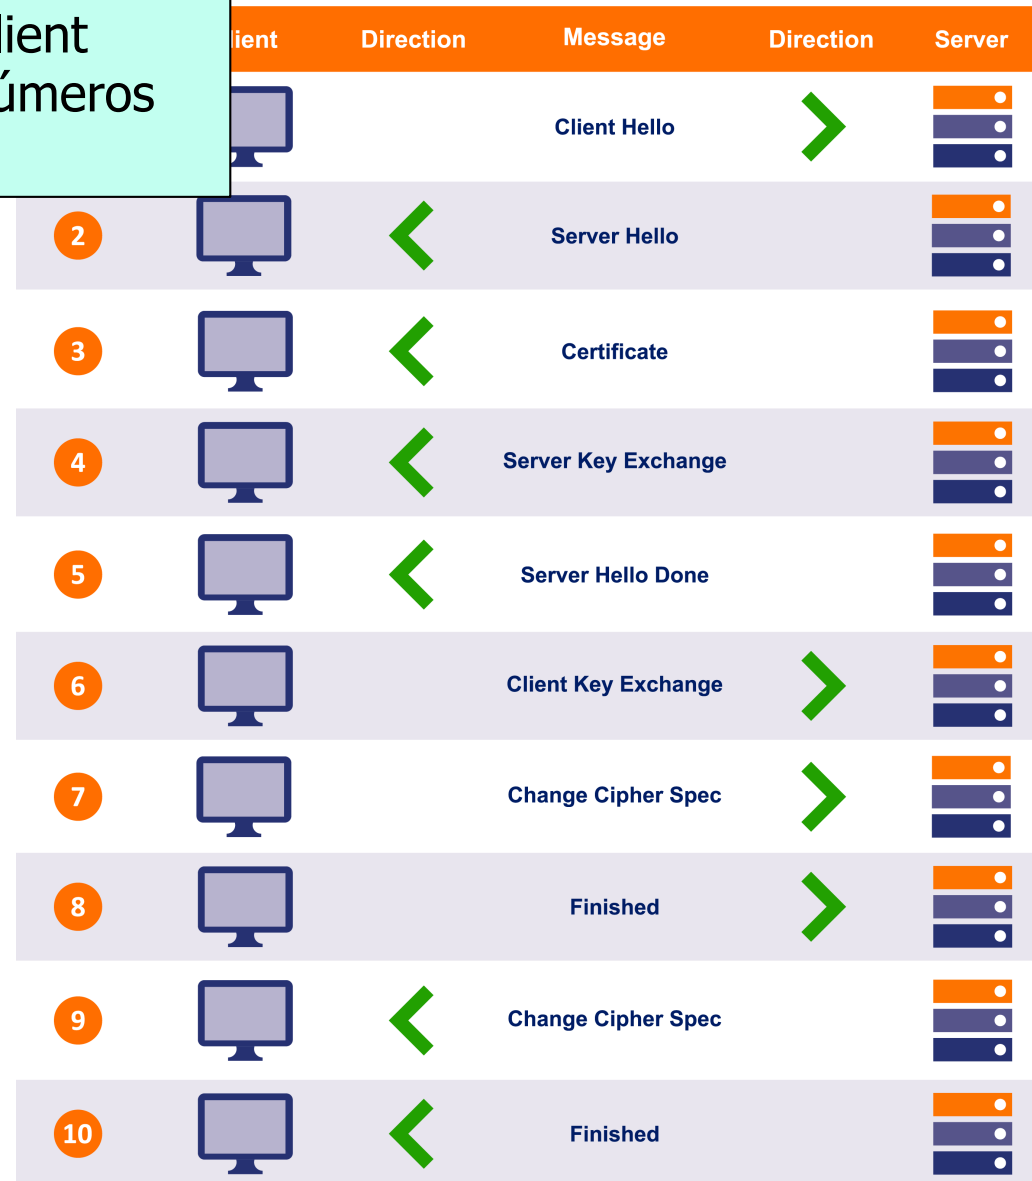 lient
úmeros
lient Direction Message Direction Server
Client Hello
2 Server Hello
3 Certificate
4 Server Key Exchange
5 Server Hello Done
6 Client Key Exchange
7 Change Cipher Spec
8 Finished
9 Change Cipher Spec
10 Finished